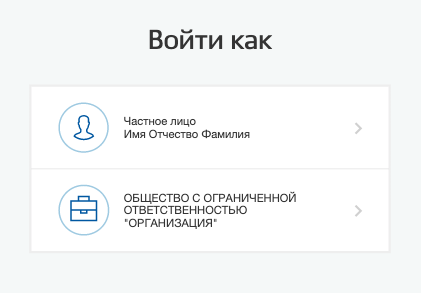 Войти как
Частное лицо
Имя Отчество Фамилия
ОБЩЕСТВО С ОГРАНИЧЕННОЙ
ОТВЕТСТВЕННОСТЬЮ
"ОРГАНИЗАЦИЯ"